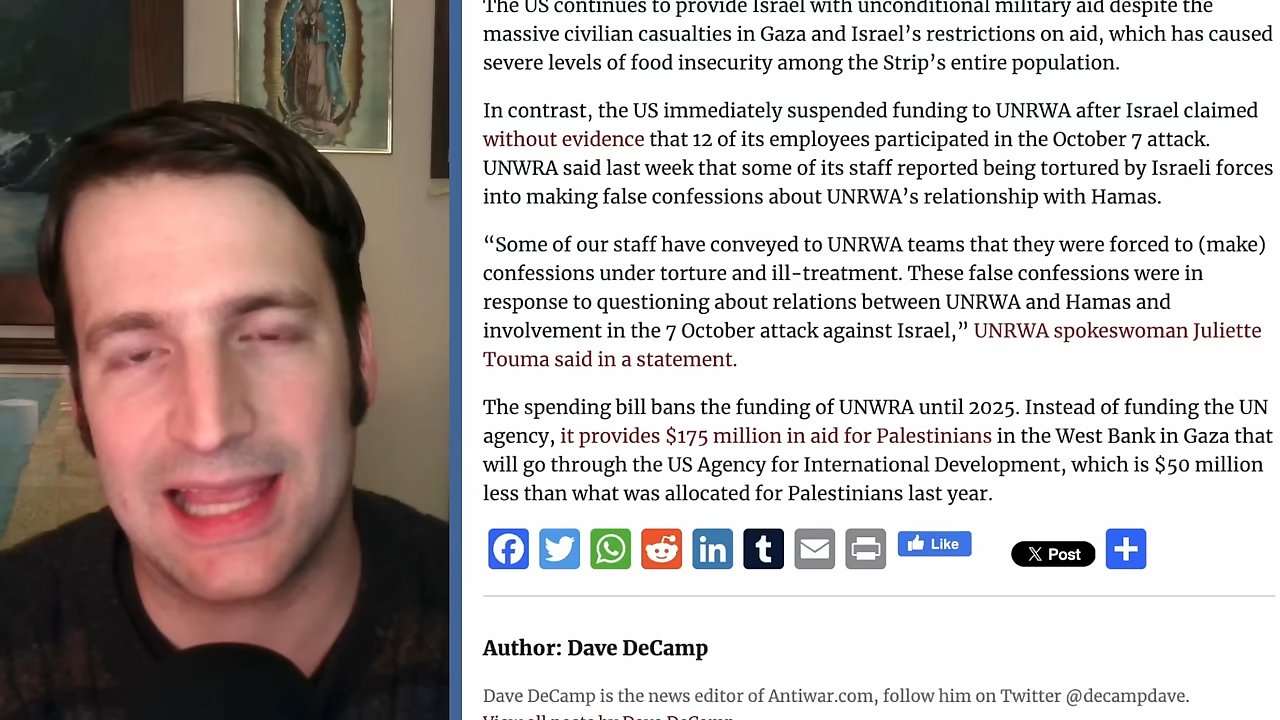 The US continues to provide Israel with unconditional military aid despite the
massive civilian casualties in Gaza and Israel’s restrictions on aid, which has caused
severe levels of food insecurity among the Strip’s entire population.
In contrast, the US immediately suspended funding to UNRWA after Israel claimed
without evidence that 12 of its employees participated in the October 7 attack.
UNWRA said last week that some of its staff reported being tortured by Israeli forces
into making false confessions about UNRWA’s relationship with Hamas.
“Some of our staff have conveyed to UNRWA teams that they were forced to (make)
confessions under torture and ill-treatment. These false confessions were in
response to questioning about relations between UNRWA and Hamas and
involvement in the 7 October attack against Israel,” UNRWA spokeswoman Juliette
Touma said in a statement.
The spending bill bans the funding of UNWRA until 2025. Instead of funding the UN
agency, it provides $175 million in aid for Palestinians in the West Bank in Gaza that
will go through the US Agency for International Development, which is $50 million
less than what was allocated for Palestinians last year.
Like
X Post
Author: Dave DeCamp
Dave DeCamp is the news editor of Antiwar.com, follow him on Twitter @decampdave.
View all posts by Dave DeCamp